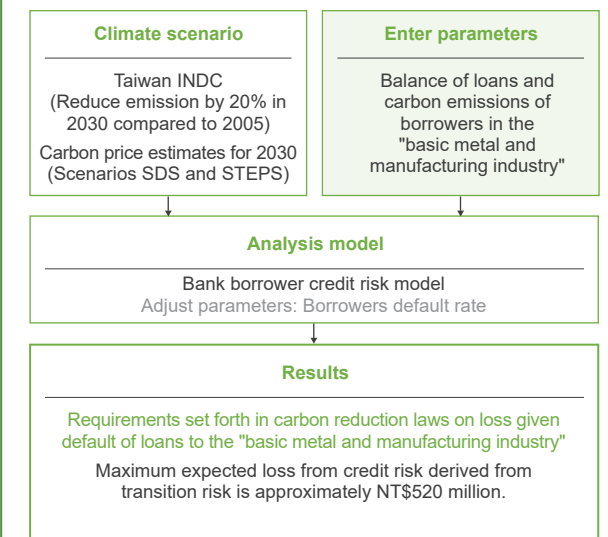 Climate scenario
Taiwan INDC
(Reduce emission by 20% in
2030 compared to 2005)
Carbon price estimates for 2030
(Scenarios SDS and STEPS)
Enter parameters
Balance of loans and
carbon emissions of
borrowers in the
"basic metal and
manufacturing industry"
Analysis model
Bank borrower credit risk model
Adjust parameters: Borrowers default rate
Results
Requirements set forth in carbon reduction laws on loss given
default of loans to the "basic metal and manufacturing industry"
Maximum expected loss from credit risk derived from
transition risk is approximately NT$520 million.